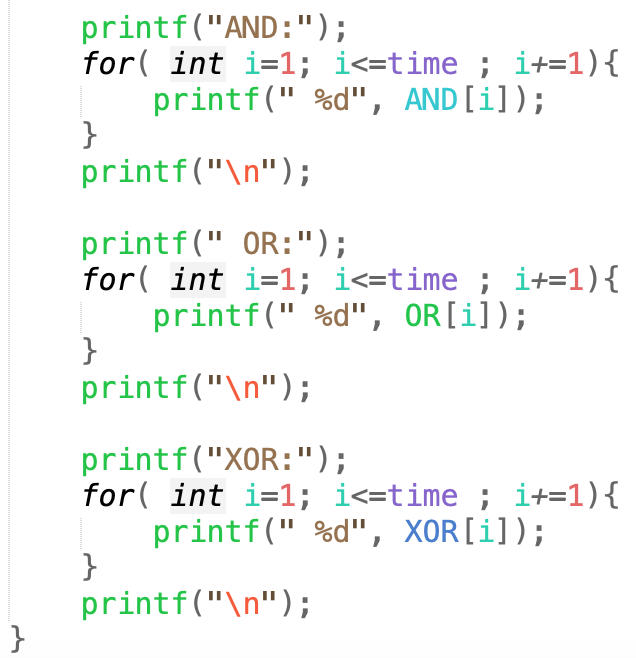 printf("AND:");
    for( int i=1; i<=time ; i+=1){
        printf(" %d", AND[i]);
    }
    printf("\n");

    printf(" OR:");
    for( int i=1; i<=time ; i+=1){
        printf(" %d", OR[i]);
    }
    printf("\n");

    printf("XOR:");
    for( int i=1; i<=time ; i+=1){
        printf(" %d", XOR[i]);
    }
    printf("\n");
}